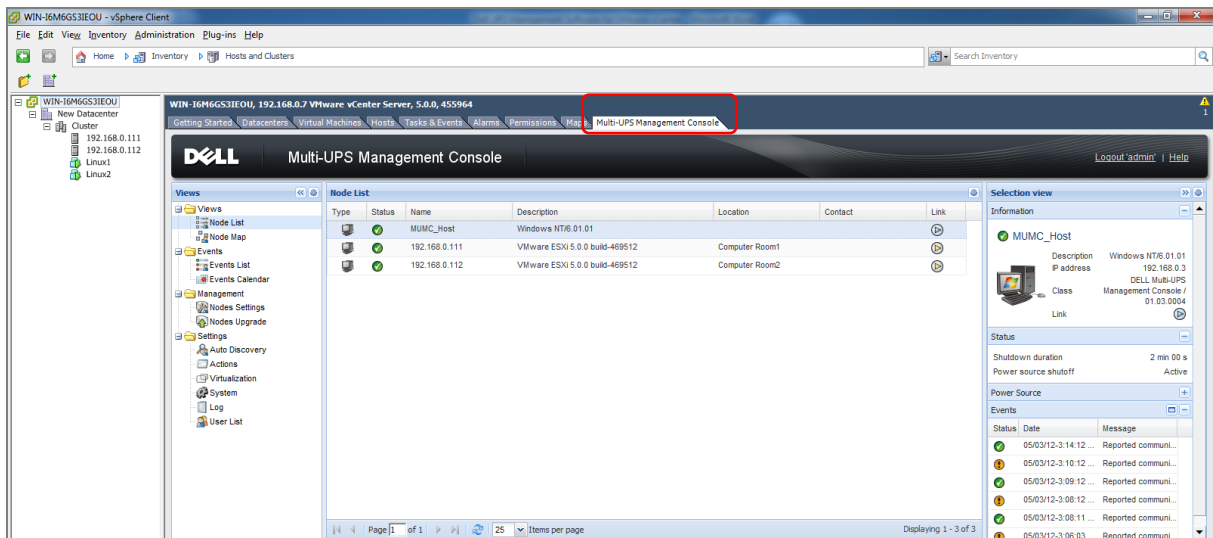 WIN-I6M6GS3IEOU - vSphere Client
File Edit View Inventory Administration Plug-ins Help
Home Inventory Hosts and Clusters
Search Inventory
WIN-I6M6GS3IEOU
New Datacenter
Cluster
192.168.0.111
192.168.0.112
Linux1
Linux2
WIN-I6M6GS3IEOU, 192.168.0.7 VMware vCenter Server, 5.0.0, 455964
1
Getting Started Datacenters Virtual Machines Hosts Tasks & Events Alarms Permissions Maps Multi-UPS Management Console
DELL Multi-UPS Management Console
Logout 'admin' | Help
Views
Views
Node List
Node Map
Events
Events List
Events Calendar
Management
Nodes Settings
Nodes Upgrade
Settings
Auto Discovery
Actions
Virtualization
System
Log
User List
Node List
Type Status Name Description Location Contact Link
MUMC_Host Windows NT/6.01.01
192.168.0.111 VMware ESXi 5.0.0 build-469512 Computer Room1
192.168.0.112 VMware ESXi 5.0.0 build-469512 Computer Room2
Page 1 of 1 25 Items per page
Displaying 1 - 3 of 3
Selection view
Information
MUMC_Host
Description Windows NT/6.01.01
IP address 192.168.0.3
Class DELL Multi-UPS Management Console / 01.03.0004
Link
Status
Shutdown duration 2 min 00 s
Power source shutoff Active
Power Source
Events
Status Date Message
05/03/12-3:14:12 ... Reported communi...
05/03/12-3:10:12 ... Reported communi...
05/03/12-3:09:12 ... Reported communi...
05/03/12-3:08:12 ... Reported communi...
05/03/12-3:08:11 ... Reported communi...
05/03/12-3:06:03 Reported communi